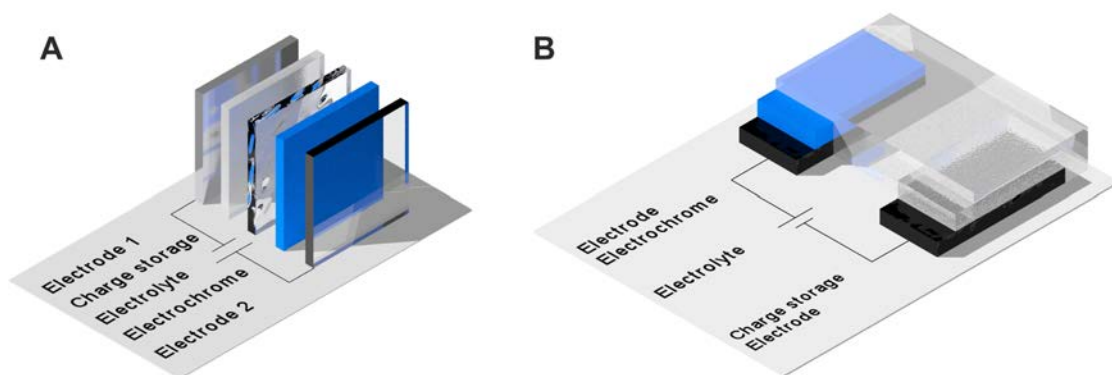 A
Electrode 1
Charge storage
Electrolyte
Electrochrome
Electrode 2
B
Electrode
Electrochrome
Electrolyte
Charge storage
Electrode